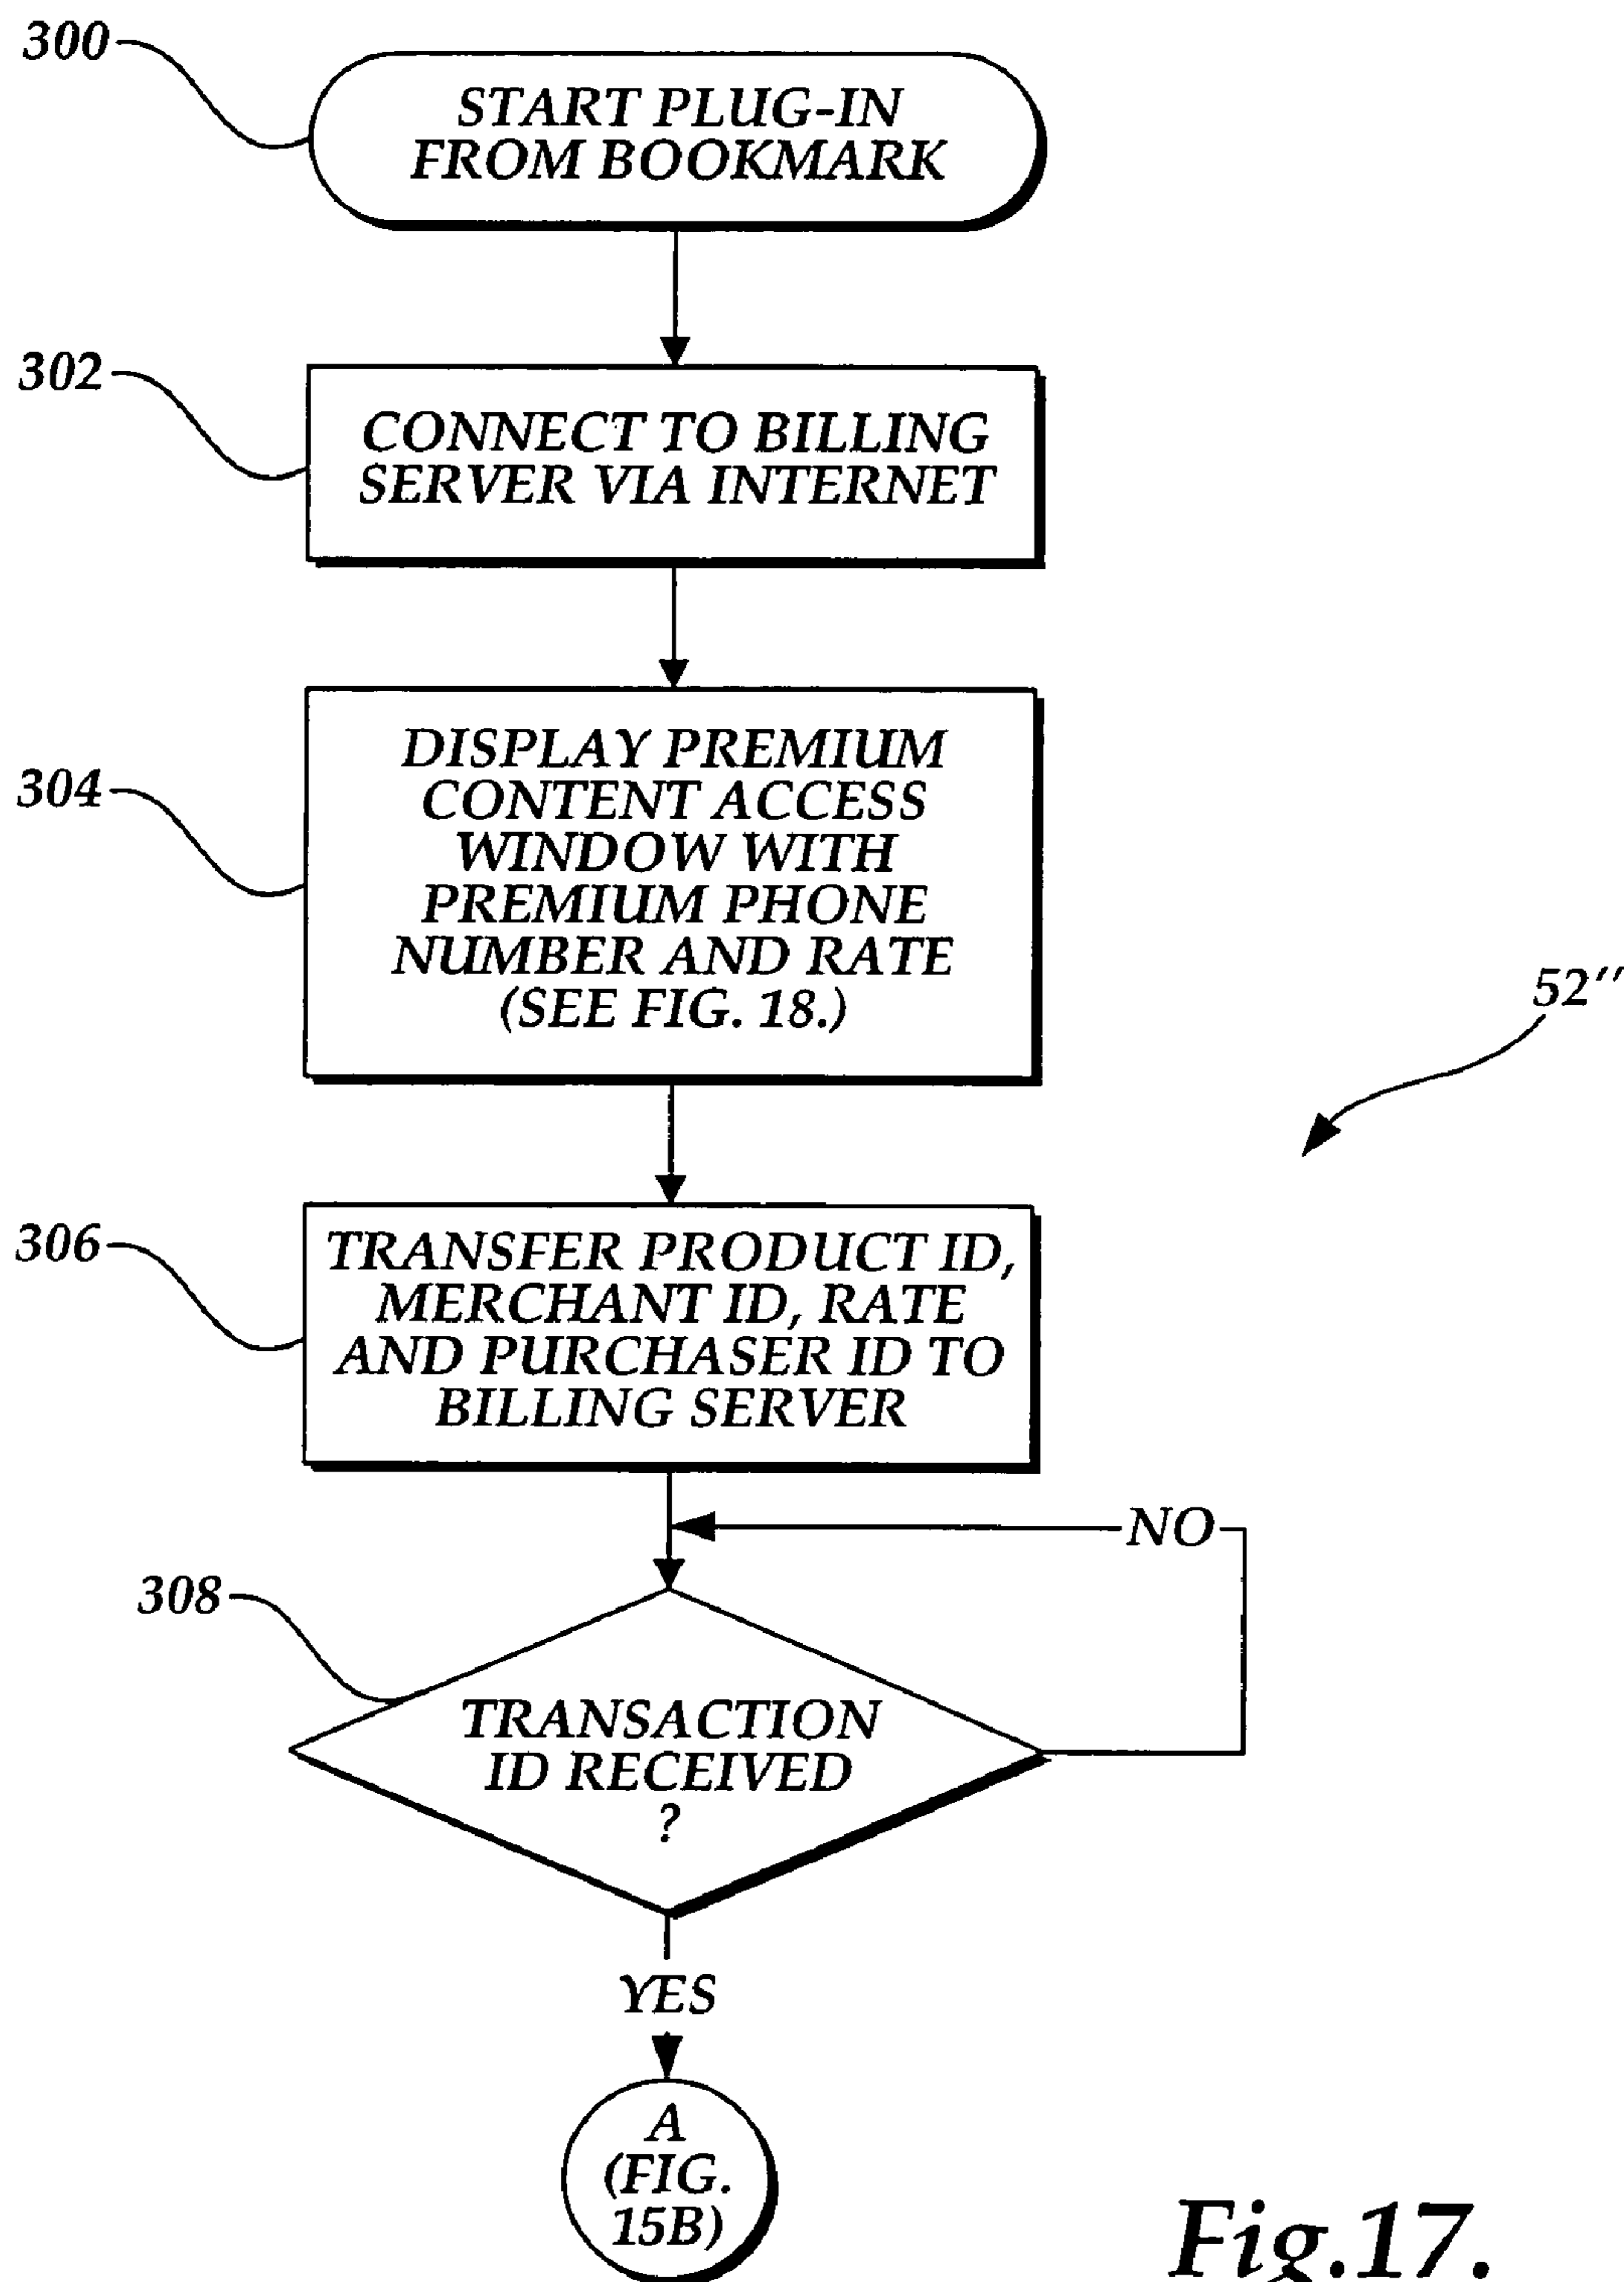 300
START PLUG-IN
FROM BOOKMARK
302
CONNECT TO BILLING
SERVER VIA INTERNET
304
DISPLAY PREMIUM
CONTENT ACCESS
WINDOW WITH
PREMIUM PHONE
NUMBER AND RATE
(SEE FIG. 18.)
52″
306
TRANSFER PRODUCT ID,
MERCHANT ID, RATE
AND PURCHASER ID TO
BILLING SERVER
NO
308
TRANSACTION
ID RECEIVED
?
YES
A
(FIG.
15B)
Fig.17.